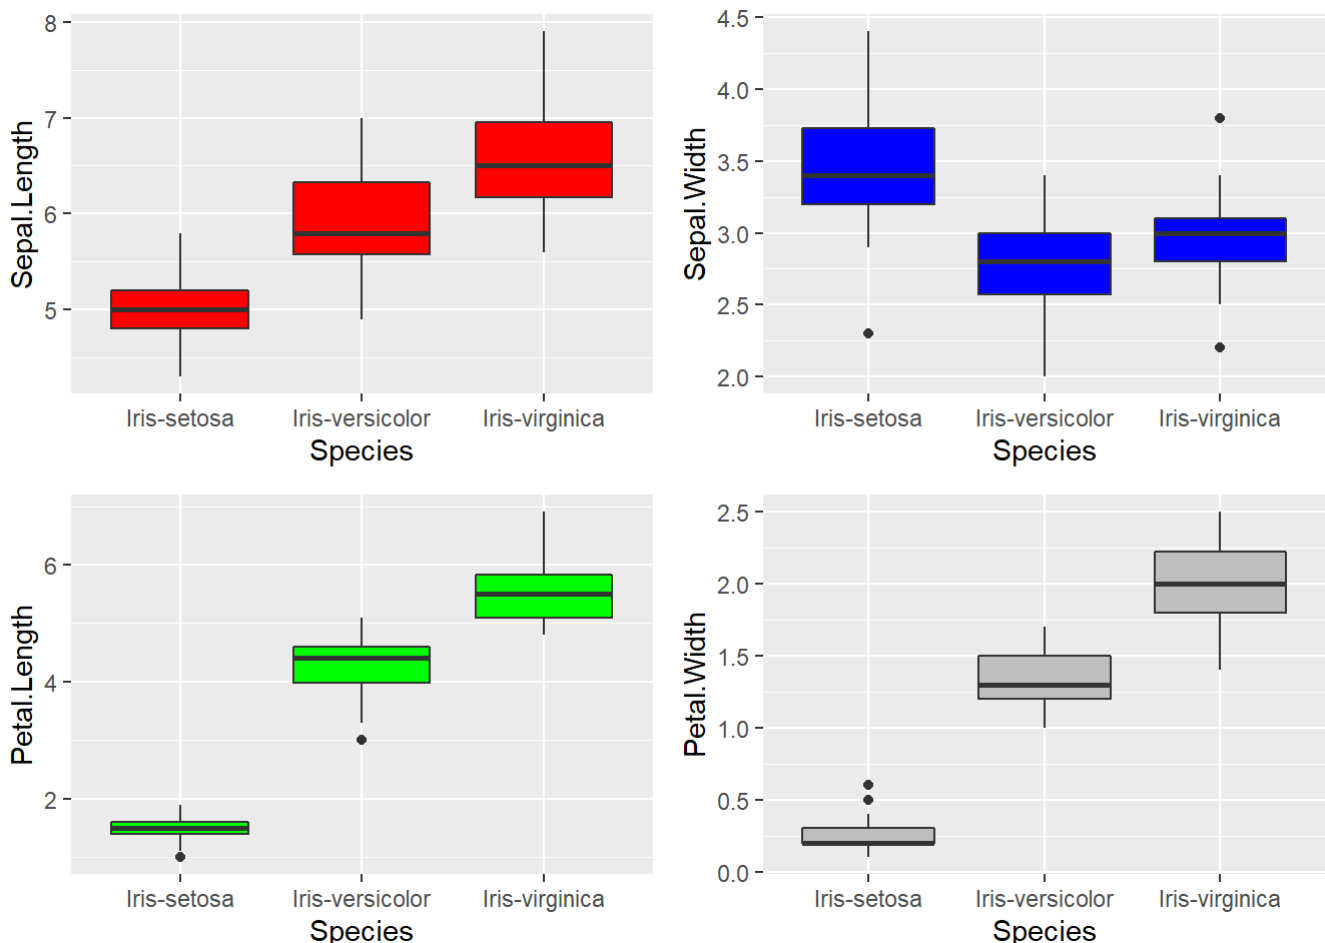 Sepal.Length
8
7
6
5
Iris-setosa Iris-versicolor Iris-virginica
Species
Sepal.Width
4.5
4.0
3.5
3.0
2.5
2.0
Iris-setosa Iris-versicolor Iris-virginica
Species
Petal.Length
6
4
2
Iris-setosa Iris-versicolor Iris-virginica
Species
Petal.Width
2.5
2.0
1.5
1.0
0.5
0.0
Iris-setosa Iris-versicolor Iris-virginica
Species